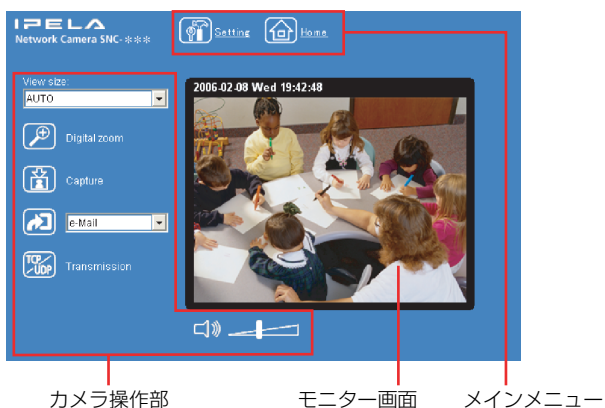 IPELA
Network Camera SNC-***
Setting
Home
View size:
AUTO
2006-02-08 Wed 19:42:48
Digital zoom
Capture
e-Mail
TCP/UDP
Transmission
カメラ操作部
モニター画面
メインメニュー